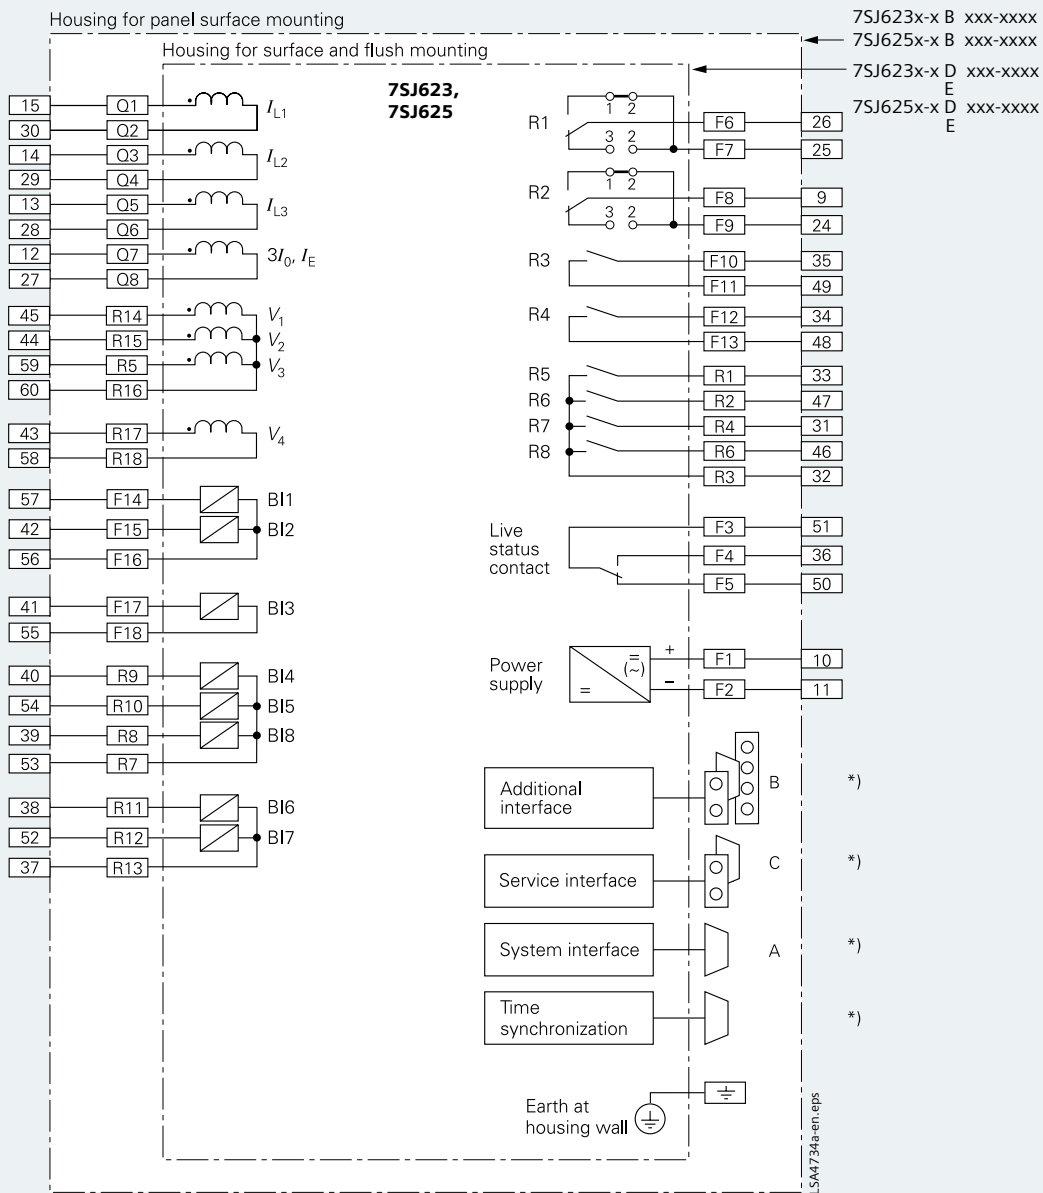 Housing for panel surface mounting
Housing for surface and flush mounting
7SJ623x-x B xxx-xxxx
7SJ625x-x B xxx-xxxx
7SJ623x-x D xxx-xxxx
E
7SJ625x-x D xxx-xxxx
E
7SJ623,
7SJ625
15 Q1 IL1
30 Q2
14 Q3 IL2
29 Q4
13 Q5 IL3
28 Q6
12 Q7 3I0, IE
27 Q8
45 R14 V1
44 R15 V2
59 R5 V3
60 R16
43 R17 V4
58 R18
57 F14 BI1
42 F15 BI2
56 F16
41 F17 BI3
55 F18
40 R9 BI4
54 R10 BI5
39 R8 BI8
53 R7
38 R11 BI6
52 R12 BI7
37 R13
1 2
R1 F6 26
3 2
F7 25
1 2
R2 F8 9
3 2
F9 24
R3 F10 35
F11 49
R4 F12 34
F13 48
R5 R1 33
R6 R2 47
R7 R4 31
R8 R6 46
R3 32
Live
status
contact
F3 51
F4 36
F5 50
Power
supply
= (~) =
+ F1 10
− F2 11
Additional
interface
B *)
Service interface C *)
System interface A *)
Time
synchronization
*)
Earth at
housing wall
LSA4734a-en.eps